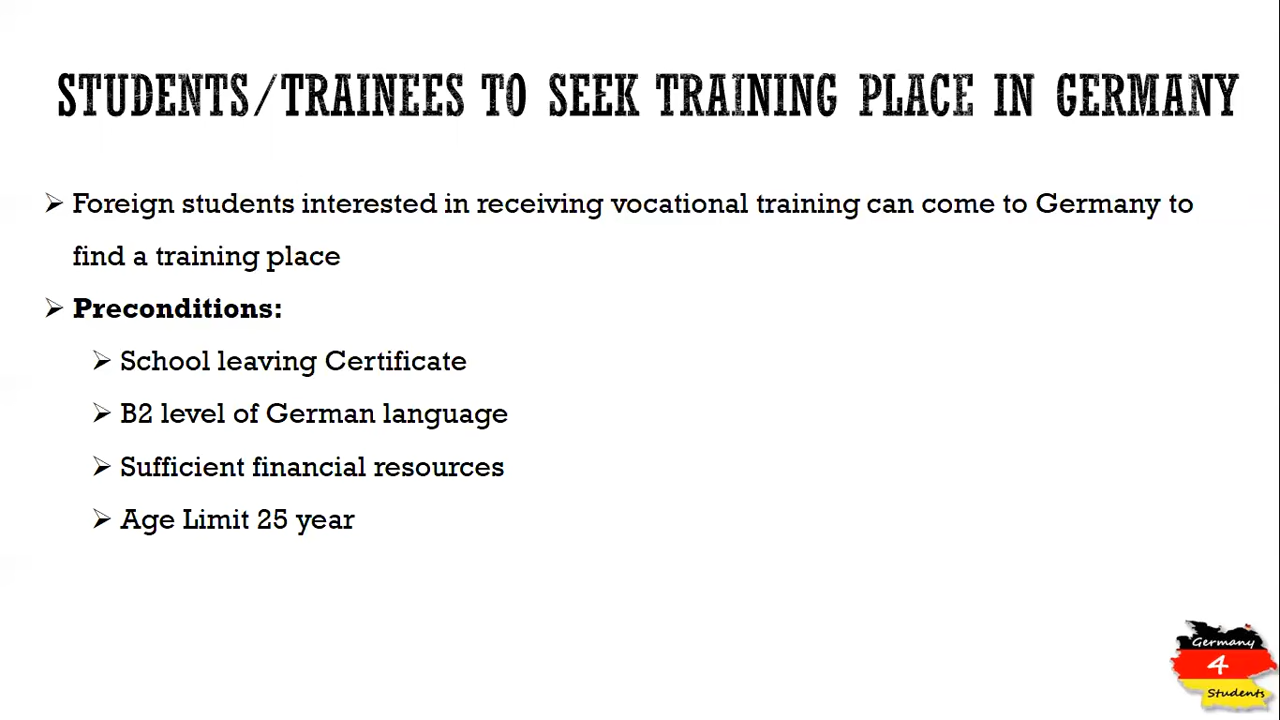 STUDENTS/TRAINEES TO SEEK TRAINING PLACE IN GERMANY
Foreign students interested in receiving vocational training can come to Germany to
find a training place
Preconditions:
School leaving Certificate
B2 level of German language
Sufficient financial resources
Age Limit 25 year
Germany
4
Students